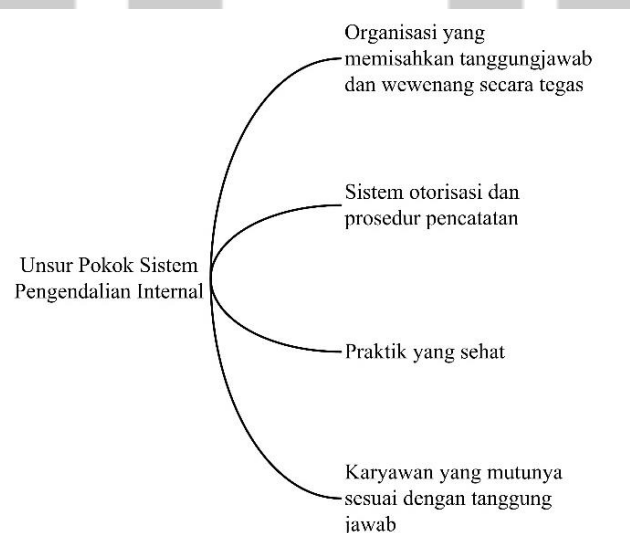 Organisasi yang
memisahkan tanggungjawab
dan wewenang secara tegas
Sistem otorisasi dan
prosedur pencatatan
Unsur Pokok Sistem
Pengendalian Internal
Praktik yang sehat
Karyawan yang mutunya
sesuai dengan tanggung
jawab